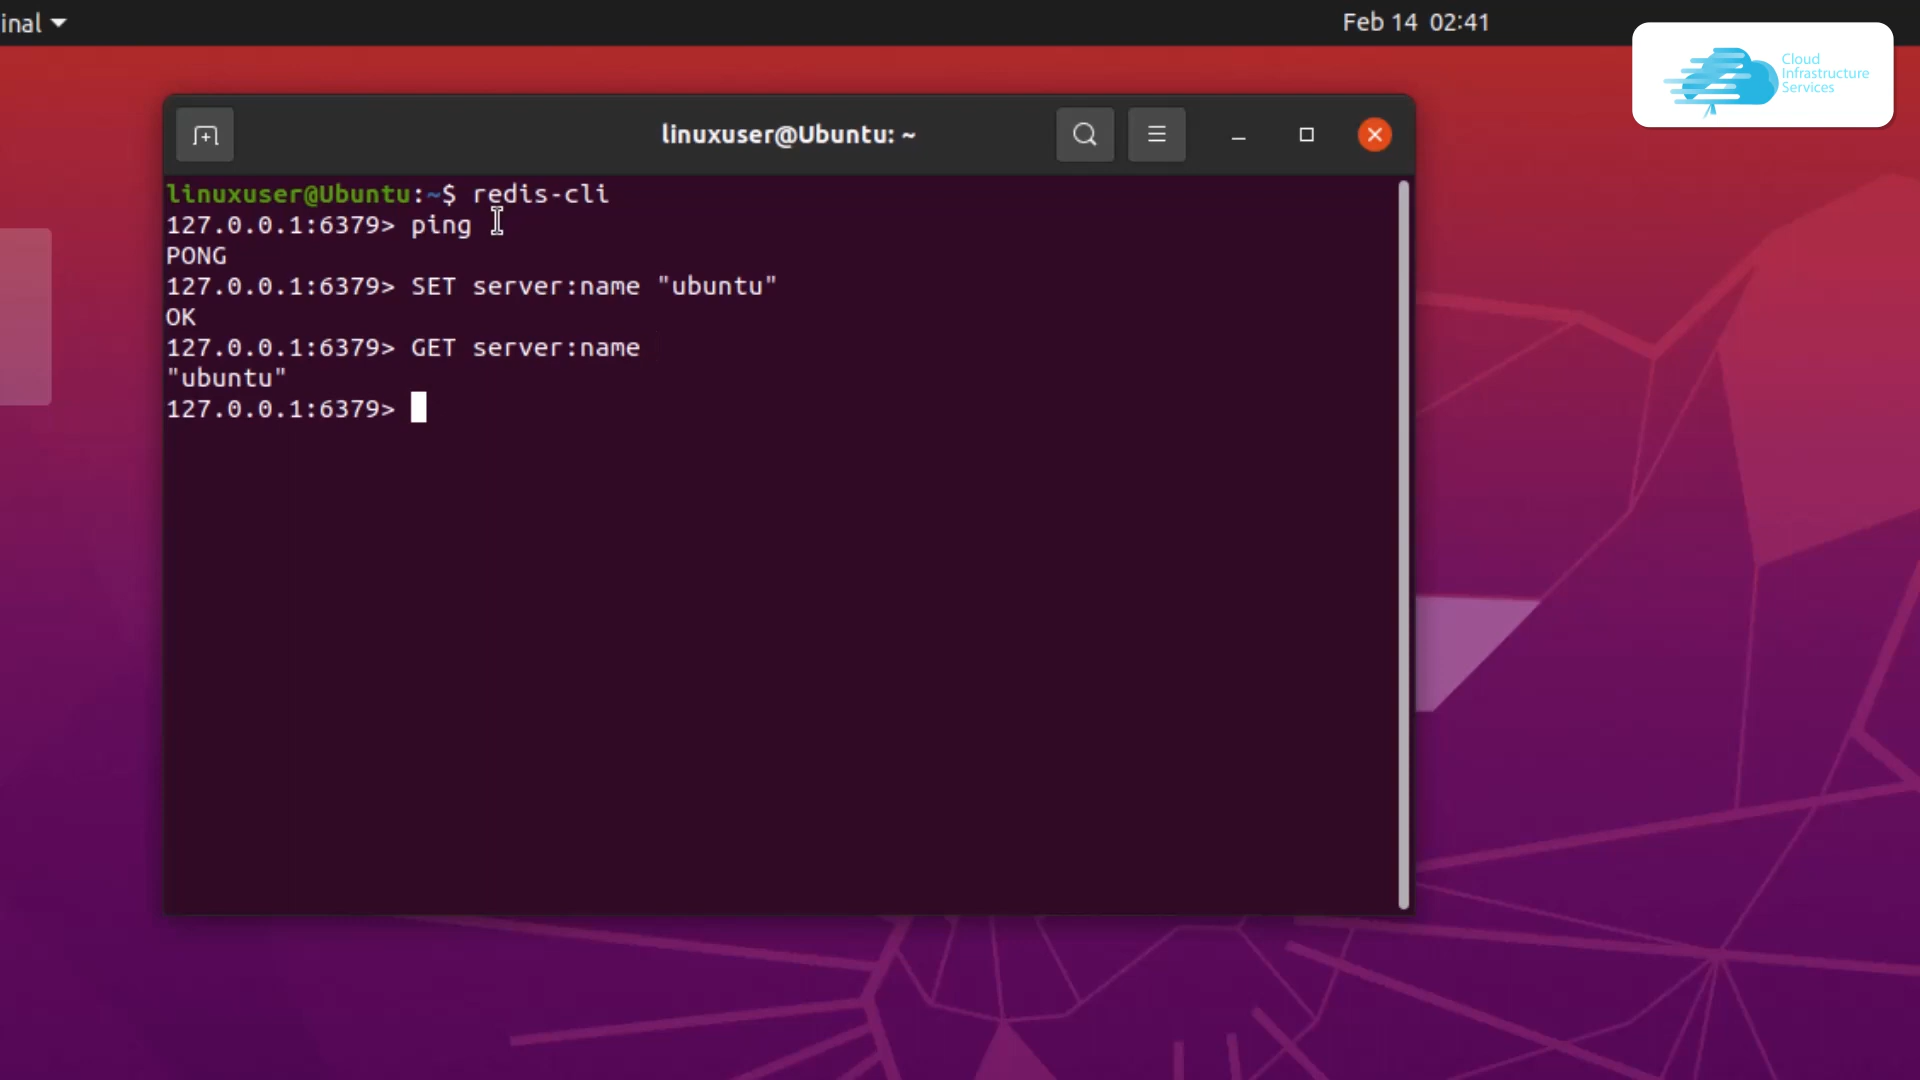 inal
Feb 14 02:41
Cloud
Infrastructure
Services
linuxuser@Ubuntu: ~
linuxuser@Ubuntu:~$ redis-cli
127.0.0.1:6379> ping
PONG
127.0.0.1:6379> SET server:name "ubuntu"
OK
127.0.0.1:6379> GET server:name
"ubuntu"
127.0.0.1:6379>